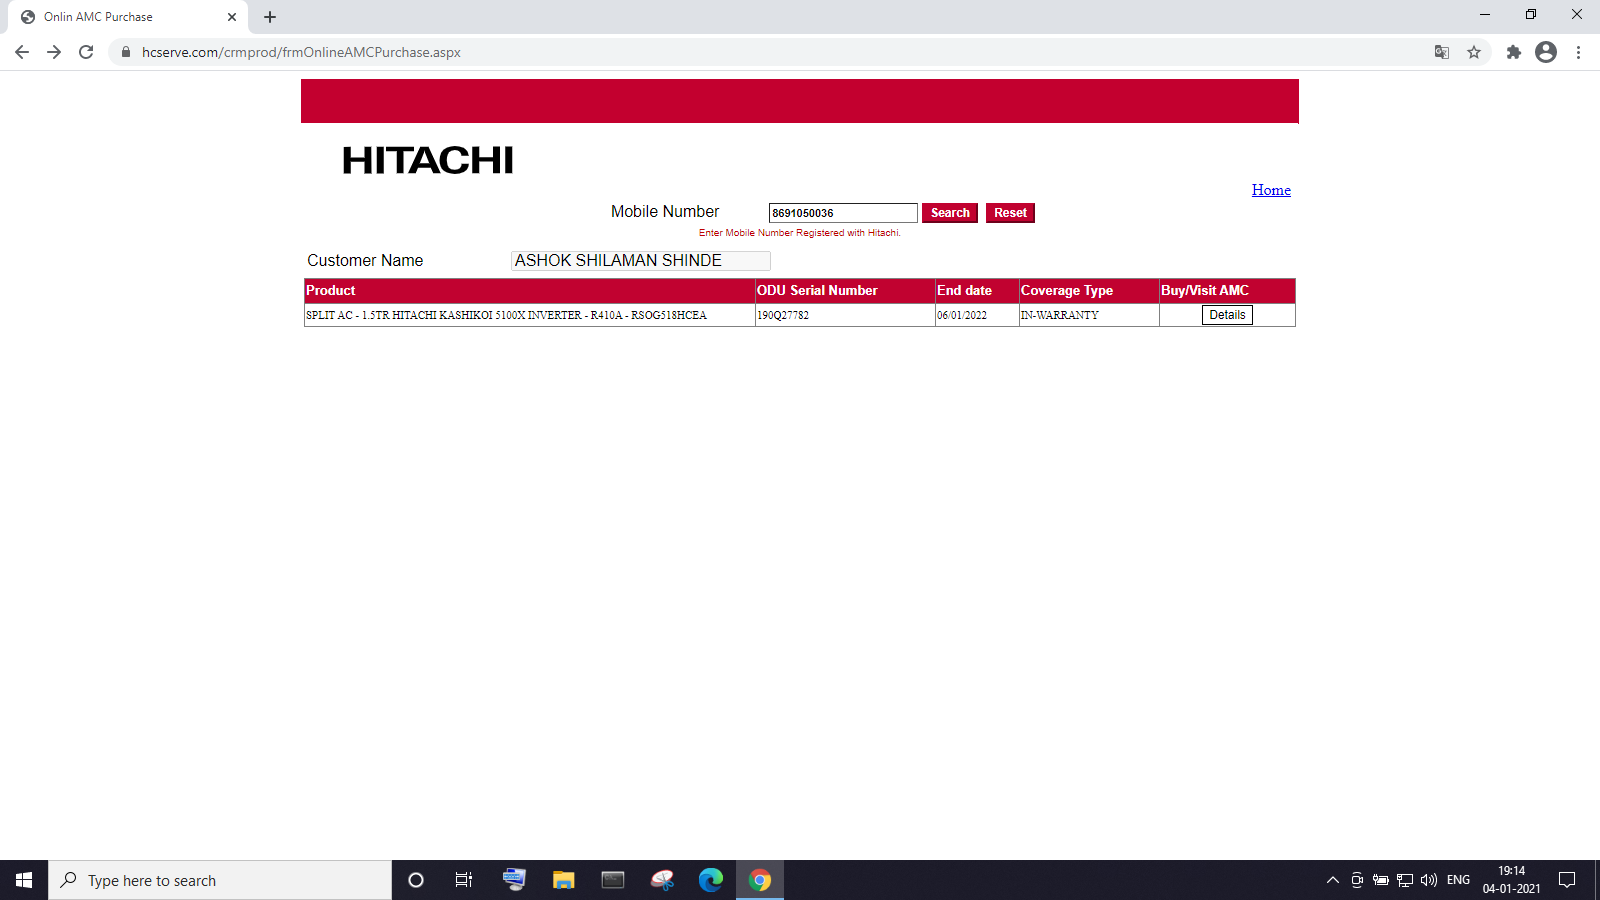 Onlin AMC Purchase
hcserve.com/crmprod/frmOnlineAMCPurchase.aspx
HITACHI
Home
Mobile Number 8691050036 Search Reset
Enter Mobile Number Registered with Hitachi.
Customer Name ASHOK SHILAMAN SHINDE
Product ODU Serial Number End date Coverage Type Buy/Visit AMC
SPLIT AC - 1.5TR HITACHI KASHIKOI 5100X INVERTER - R410A - RSOG518HCEA 190Q27782 06/01/2022 IN-WARRANTY Details
Type here to search
ENG
19:14
04-01-2021